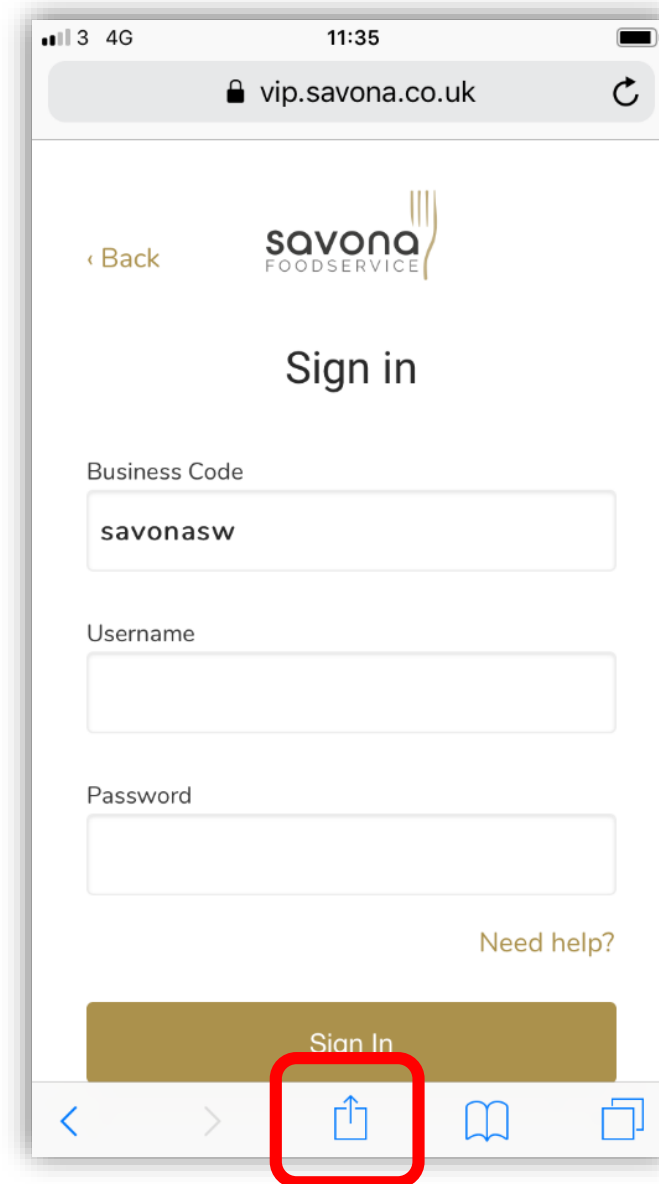 3 4G 11:35
vip.savona.co.uk
‹ Back
savona
FOODSERVICE
Sign in
Business Code
savonasw
Username
Password
Need help?
Sign In